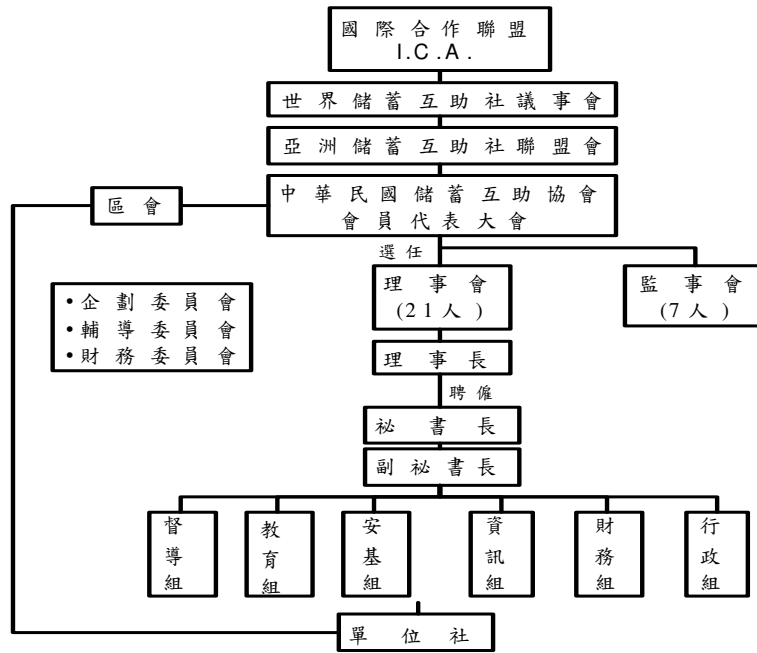 國際合作聯盟
I.C.A.
世界儲蓄互助社議事會
亞洲儲蓄互助社聯盟會
區會
中華民國儲蓄互助協會
會員代表大會
選任
理事會
(21人)
監事會
(7人)
•企劃委員會
•輔導委員會
•財務委員會
理事長
聘僱
祕書長
副祕書長
督導組
教育組
安基組
資訊組
財務組
行政組
單位社